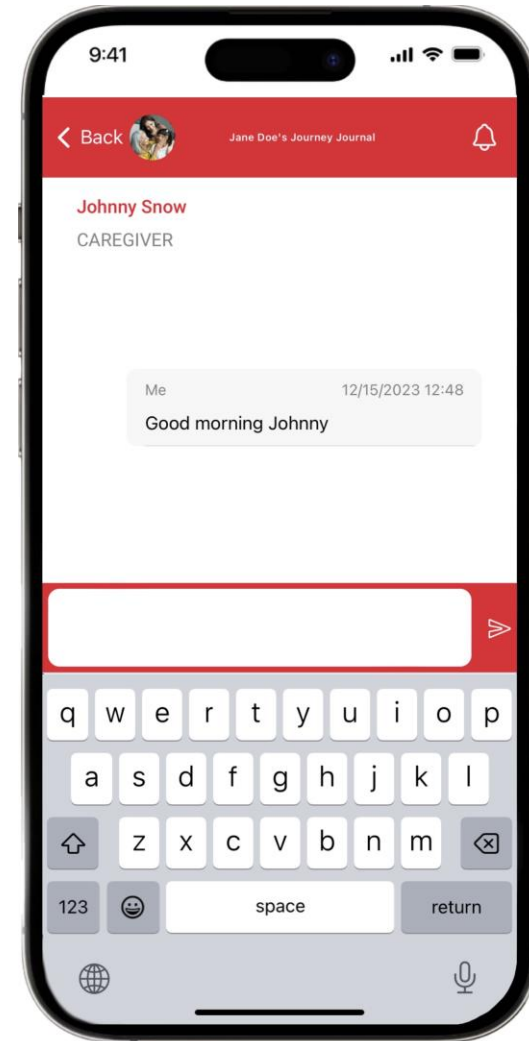 9:41
Back Jane Doe's Journey Journal
Johnny Snow
CAREGIVER
Me 12/15/2023 12:48
Good morning Johnny
q w e r t y u i o p
a s d f g h j k l
z x c v b n m
123 space return